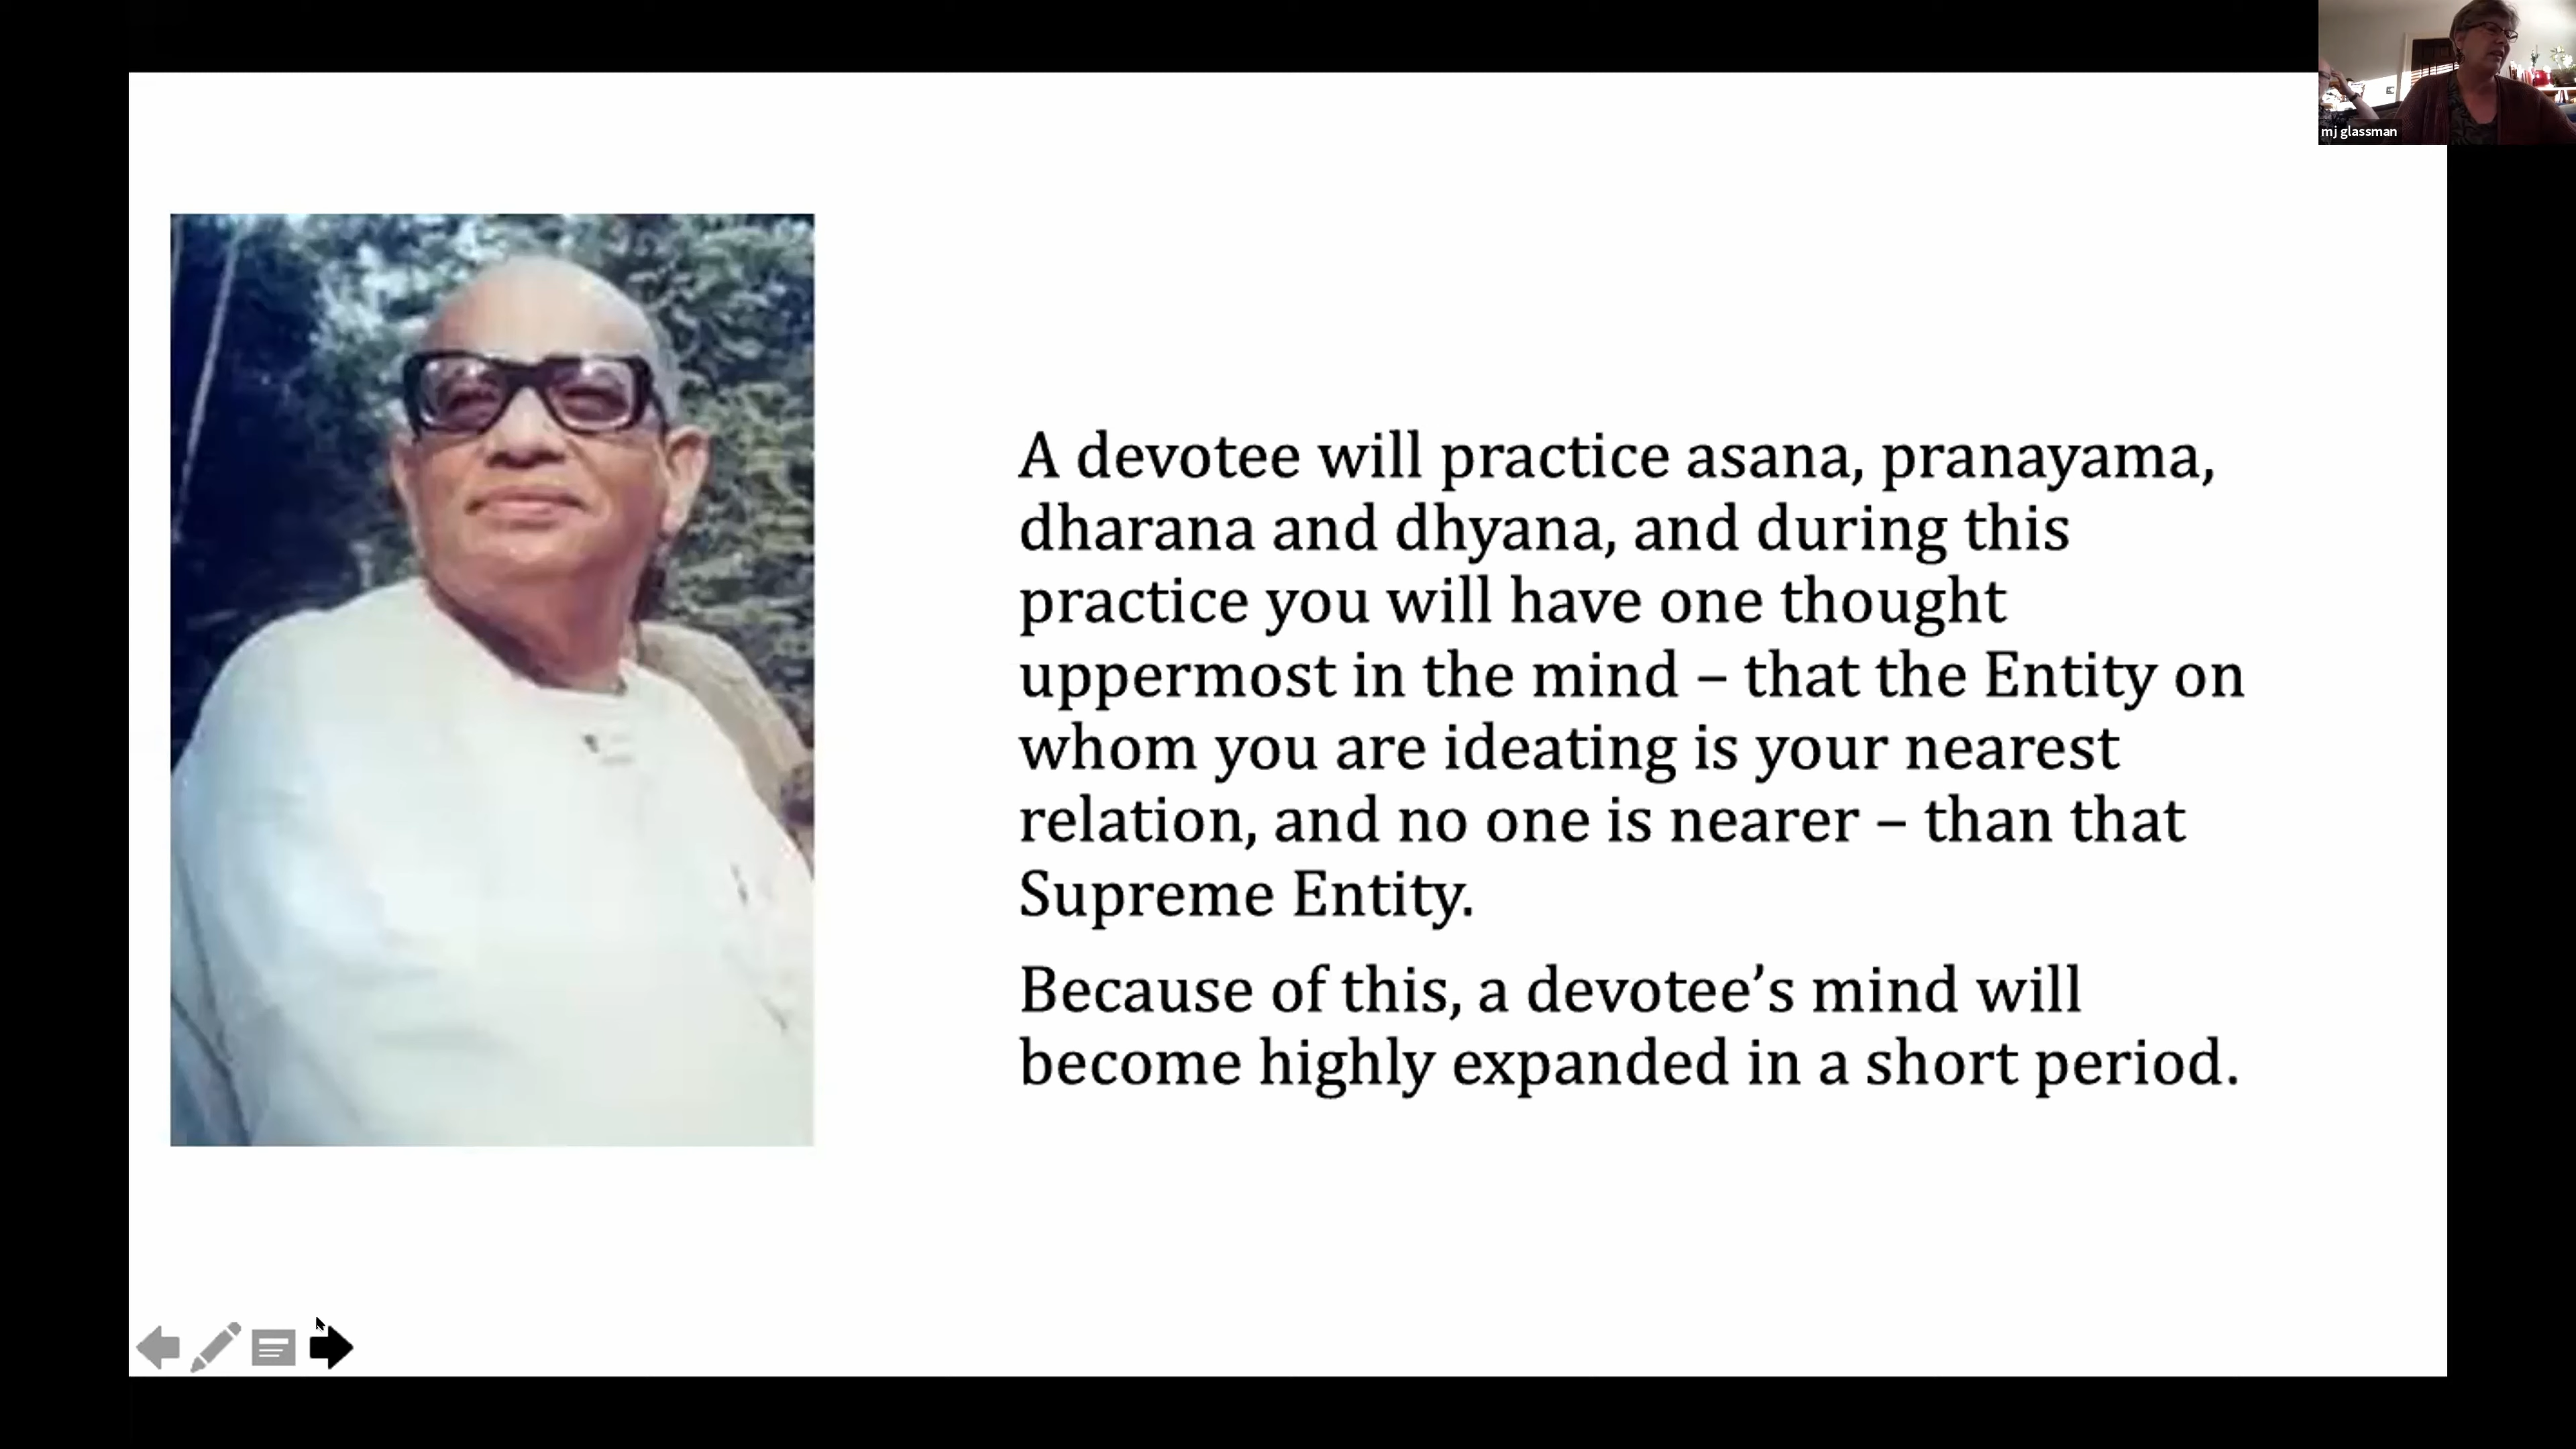 mj glassman
A devotee will practice asana, pranayama,
dharana and dhyana, and during this
practice you will have one thought
uppermost in the mind – that the Entity on
whom you are ideating is your nearest
relation, and no one is nearer – than that
Supreme Entity.
Because of this, a devotee’s mind will
become highly expanded in a short period.